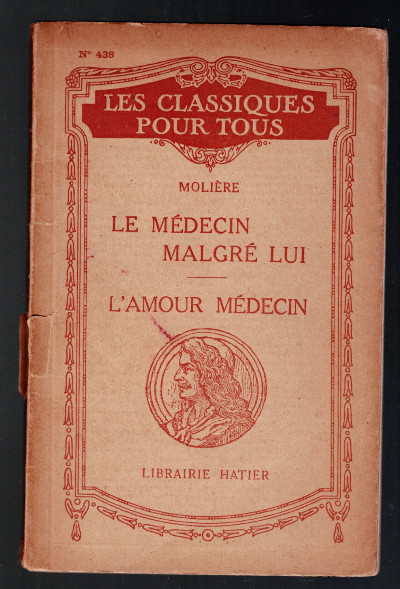 N° 438
LES CLASSIQUES
POUR TOUS
MOLIÈRE
LE MÉDECIN
MALGRÉ LUI
L'AMOUR MÉDECIN
LIBRAIRIE HATIER